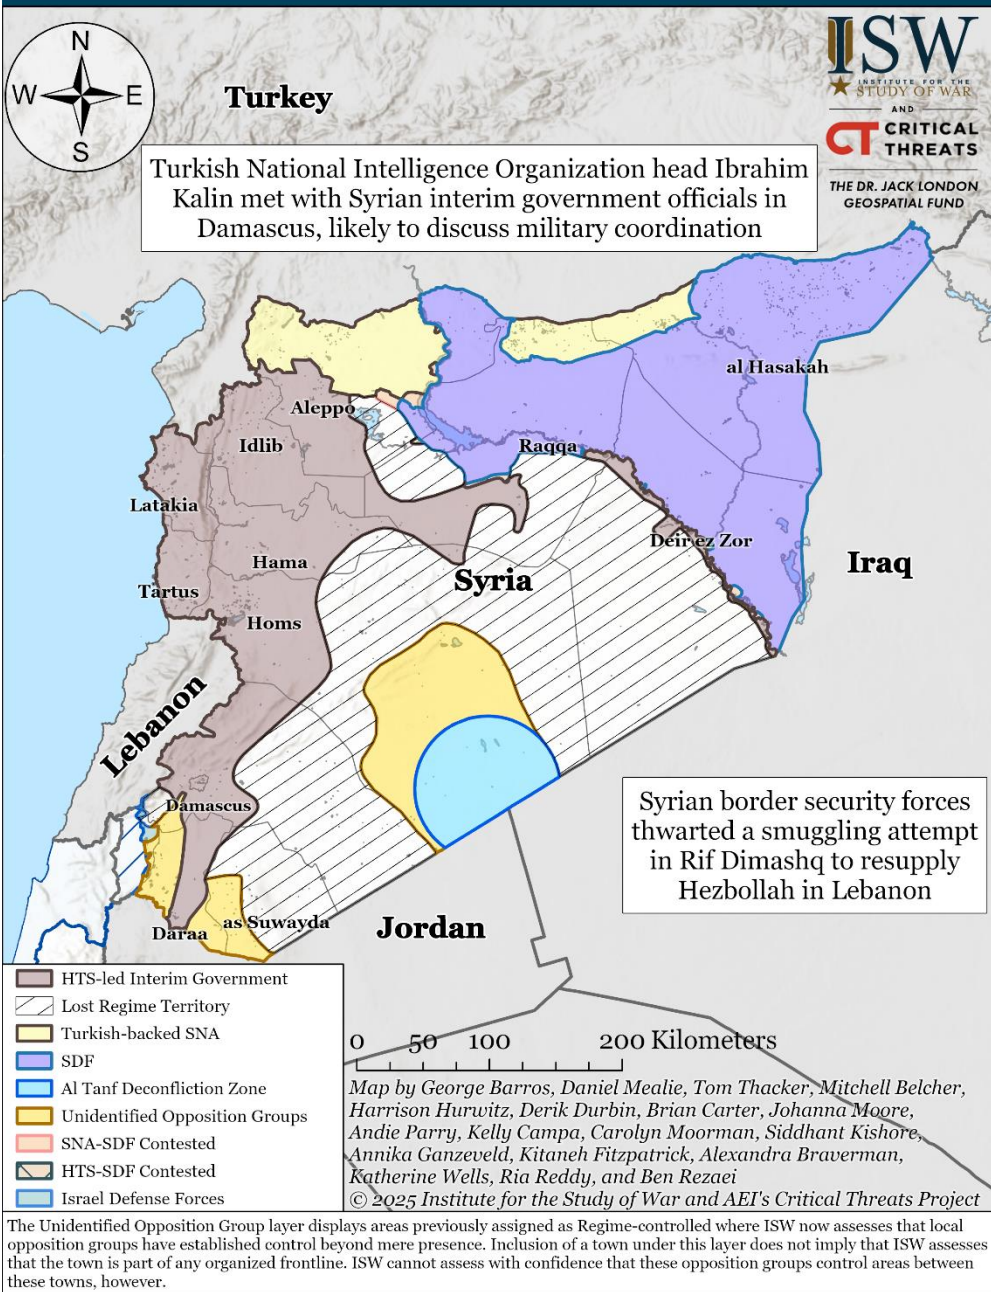 N
W
E
S
Turkey
ISW
INSTITUTE FOR THE
STUDY OF WAR
AND
CT CRITICAL
THREATS
THE DR. JACK LONDON
GEOSPATIAL FUND
Turkish National Intelligence Organization head Ibrahim
Kalin met with Syrian interim government officials in
Damascus, likely to discuss military coordination
al Hasakah
Aleppo
Idlib
Raqqa
Latakia
Deir ez Zor
Hama
Syria
Iraq
Tartus
Homs
Lebanon
Damascus
Syrian border security forces
thwarted a smuggling attempt
in Rif Dimashq to resupply
Hezbollah in Lebanon
as Suwayda
Daraa
Jordan
HTS-led Interim Government
Lost Regime Territory
Turkish-backed SNA
SDF
Al Tanf Deconfliction Zone
Unidentified Opposition Groups
SNA-SDF Contested
HTS-SDF Contested
Israel Defense Forces
0 50 100 200 Kilometers
Map by George Barros, Daniel Mealie, Tom Thacker, Mitchell Belcher,
Harrison Hurwitz, Derik Durbin, Brian Carter, Johanna Moore,
Andie Parry, Kelly Campa, Carolyn Moorman, Siddhant Kishore,
Annika Ganzeveld, Kitaneh Fitzpatrick, Alexandra Braverman,
Katherine Wells, Ria Reddy, and Ben Rezaei
© 2025 Institute for the Study of War and AEI's Critical Threats Project
The Unidentified Opposition Group layer displays areas previously assigned as Regime-controlled where ISW now assesses that local
opposition groups have established control beyond mere presence. Inclusion of a town under this layer does not imply that ISW assesses
that the town is part of any organized frontline. ISW cannot assess with confidence that these opposition groups control areas between
these towns, however.